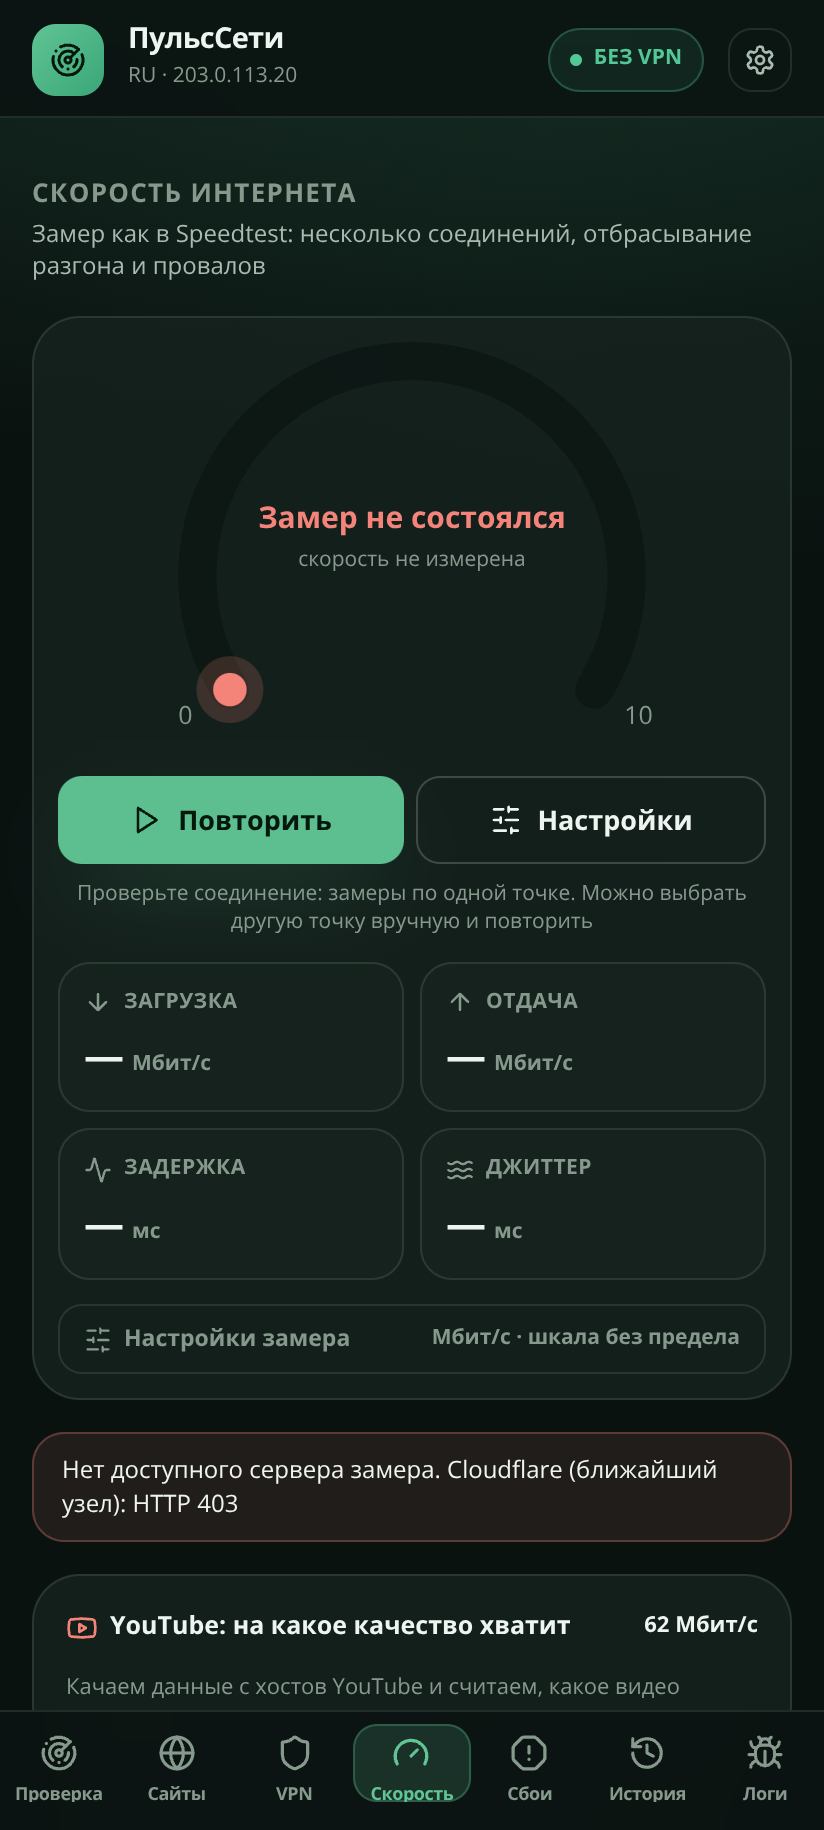 ПульсСети
RU · 203.0.113.20
БЕЗ VPN
СКОРОСТЬ ИНТЕРНЕТА
Замер как в Speedtest: несколько соединений, отбрасывание
разгона и провалов
Замер не состоялся
скорость не измерена
0
10
Повторить
Настройки
Проверьте соединение: замеры по одной точке. Можно выбрать
другую точку вручную и повторить
ЗАГРУЗКА
— Мбит/с
ОТДАЧА
— Мбит/с
ЗАДЕРЖКА
— мс
ДЖИТТЕР
— мс
Настройки замера
Мбит/с · шкала без предела
Нет доступного сервера замера. Cloudflare (ближайший
узел): HTTP 403
YouTube: на какое качество хватит
62 Мбит/с
Качаем данные с хостов YouTube и считаем, какое видео
Проверка
Сайты
VPN
Скорость
Сбои
История
Логи